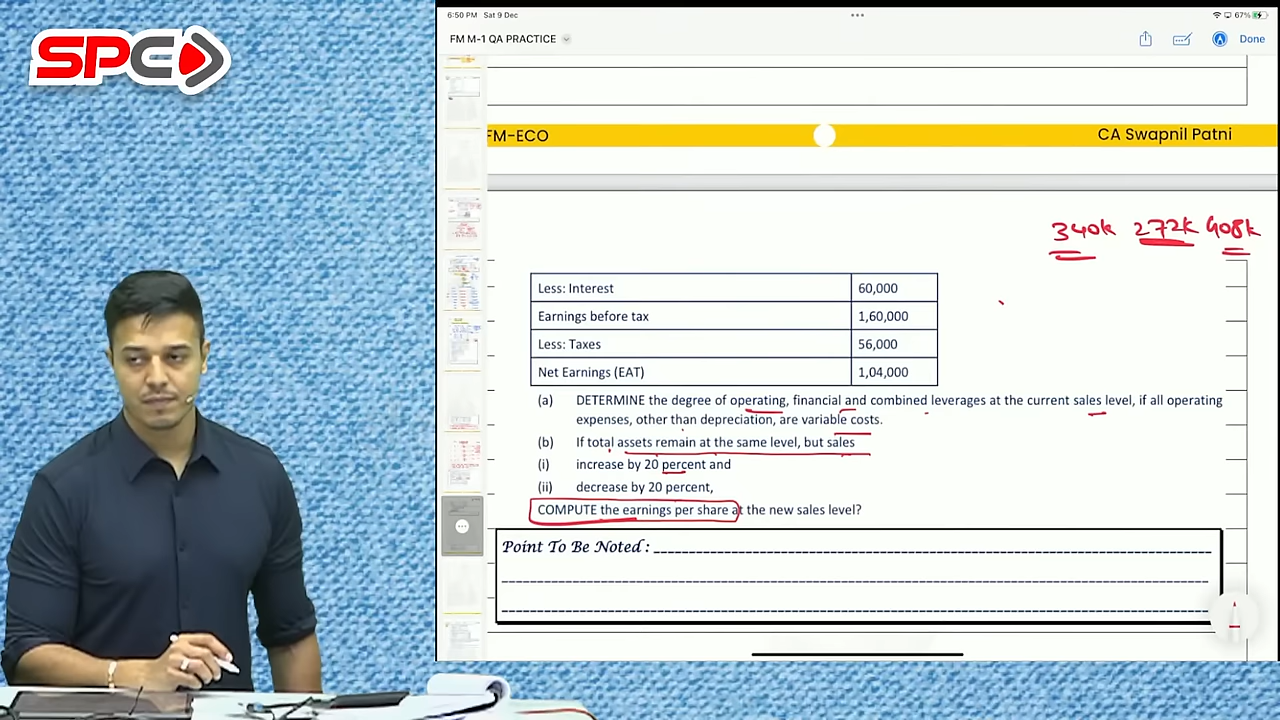 SPC
6:50 PM Sat 9 Dec
67%
FM M-1 QA PRACTICE
Done
FM-ECO
CA Swapnil Patni
340k 272k 408k
Less: Interest 60,000
Earnings before tax 1,60,000
Less: Taxes 56,000
Net Earnings (EAT) 1,04,000
(a) DETERMINE the degree of operating, financial and combined leverages at the current sales level, if all operating
expenses, other than depreciation, are variable costs.
(b) If total assets remain at the same level, but sales
(i) increase by 20 percent and
(ii) decrease by 20 percent,
COMPUTE the earnings per share at the new sales level?
Point To Be Noted :